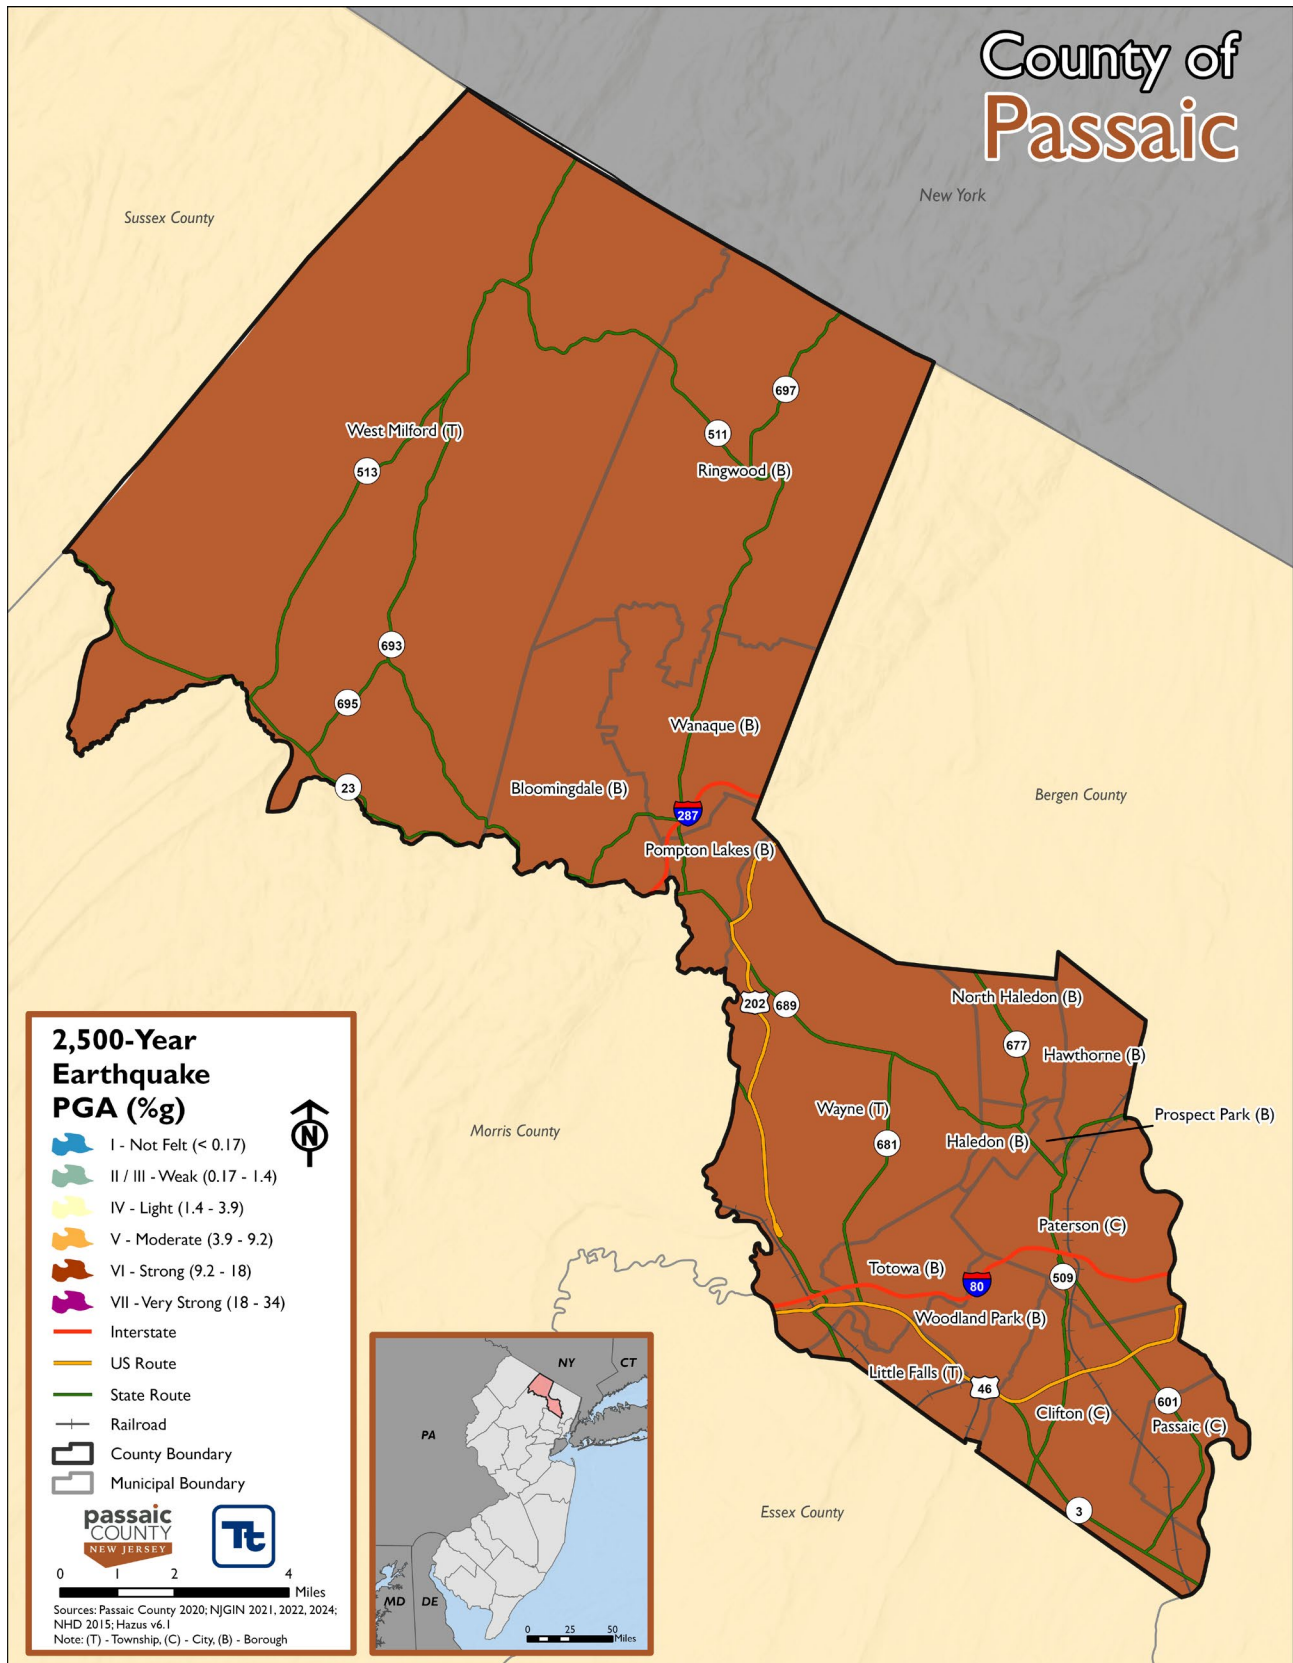 County of
Passaic
New York
Sussex County
697
511
West Milford (T)
513
Ringwood (B)
693
695
Wanaque (B)
23
Bloomingdale (B)
Bergen County
287
Pompton Lakes (B)
North Haledon (B)
202
689
677
Hawthorne (B)
Wayne (T)
Prospect Park (B)
Morris County
681
Haledon (B)
Paterson (C)
Totowa (B)
80
509
Woodland Park (B)
Little Falls (T)
46
601
Clifton (C)
Passaic (C)
3
Essex County
2,500-Year
Earthquake
PGA (%g)
N
I - Not Felt (< 0.17)
II / III - Weak (0.17 - 1.4)
IV - Light (1.4 - 3.9)
V - Moderate (3.9 - 9.2)
VI - Strong (9.2 - 18)
VII - Very Strong (18 - 34)
Interstate
US Route
State Route
Railroad
County Boundary
Municipal Boundary
passaic
COUNTY
NEW JERSEY
Tt
0 1 2 4
Miles
Sources: Passaic County 2020; NJGIN 2021, 2022, 2024;
NHD 2015; Hazus v6.1
Note: (T) - Township, (C) - City, (B) - Borough
NY
CT
PA
MD
DE
0 25 50
Miles